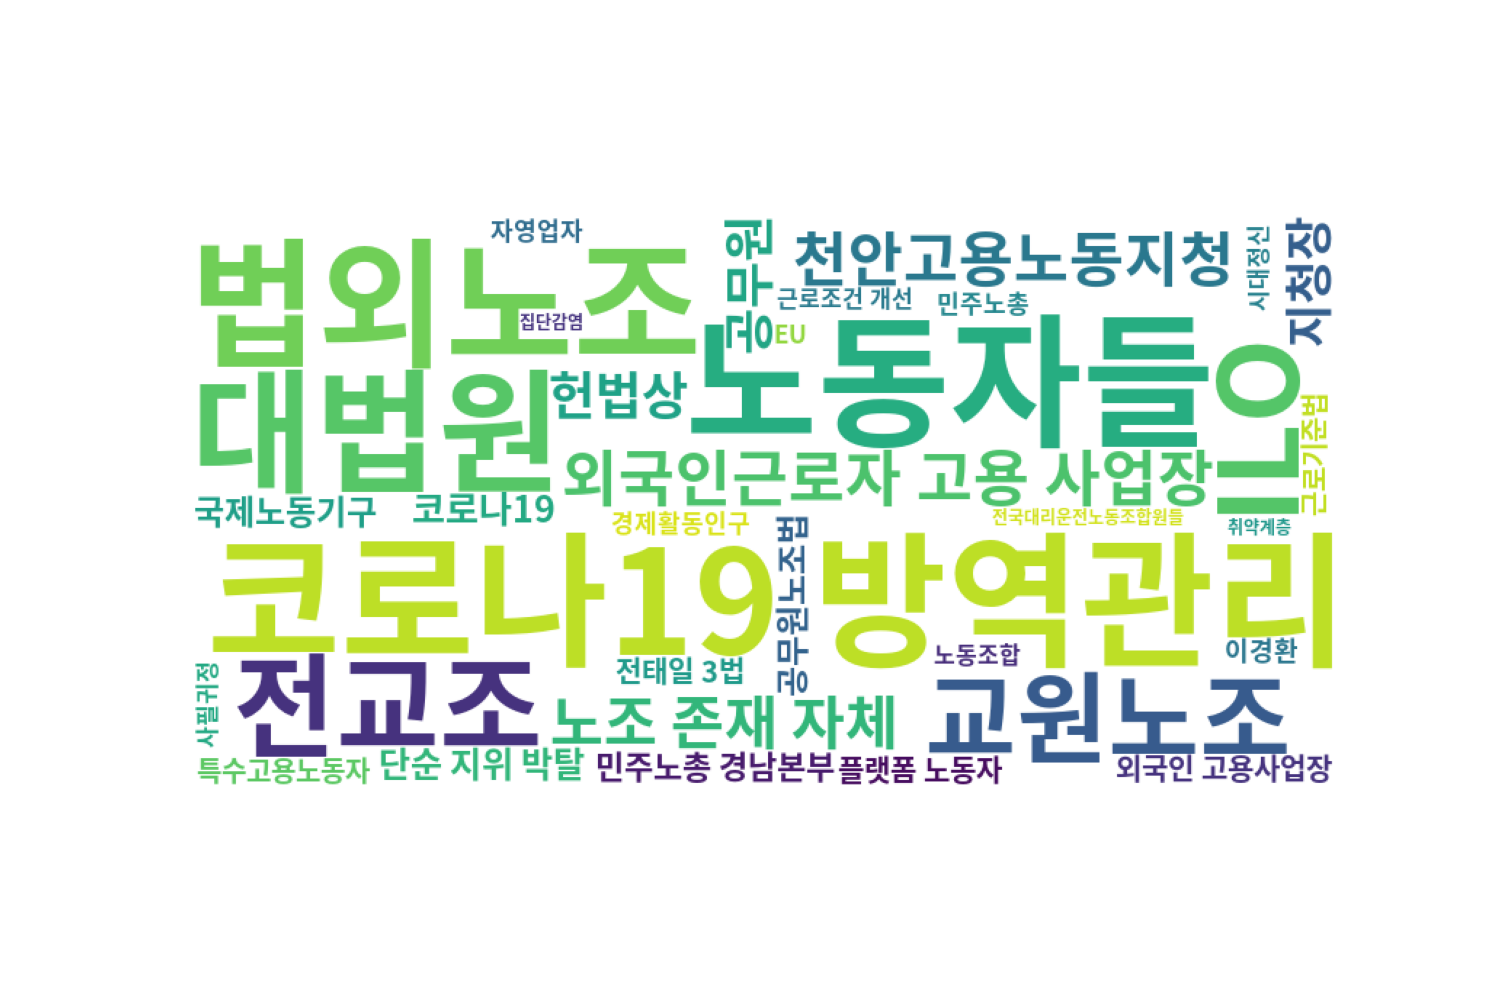 자영업자
법외노조
집단감염
공무원
천안고용노동지청
시대정신
지청장
근로조건 개선
민주노총
EU
노동자들
ILO
대법원
헌법상
외국인근로자 고용 사업장
근로기준법
국제노동기구
코로나19
경제활동인구
전국대리운전노동조합원들
취약계층
코로나19 방역관리
공무원노조법
노동조합
이경환
사필귀정
전교조
전태일 3법
노조 존재 자체
교원노조
특수고용노동자
단순 지위 박탈
민주노총 경남본부
플랫폼 노동자
외국인 고용사업장